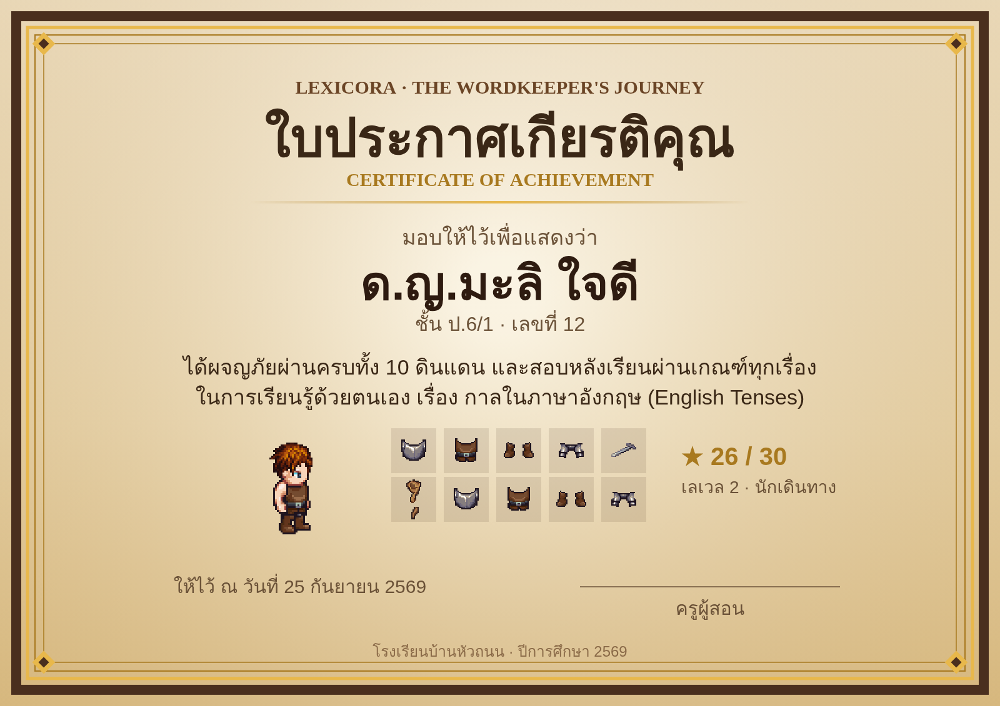 LEXICORA · THE WORDKEEPER'S JOURNEY
ใบประกาศเกียรติคุณ
CERTIFICATE OF ACHIEVEMENT
มอบให้ไว้เพื่อแสดงว่า
ด.ญ.มะลิ ใจดี
ชั้น ป.6/1 · เลขที่ 12
ได้ผจญภัยผ่านครบทั้ง 10 ดินแดน และสอบหลังเรียนผ่านเกณฑ์ทุกเรื่อง
ในการเรียนรู้ด้วยตนเอง เรื่อง กาลในภาษาอังกฤษ (English Tenses)
★ 26 / 30
เลเวล 2 · นักเดินทาง
ให้ไว้ ณ วันที่ 25 กันยายน 2569
ครูผู้สอน
โรงเรียนบ้านหัวถนน · ปีการศึกษา 2569